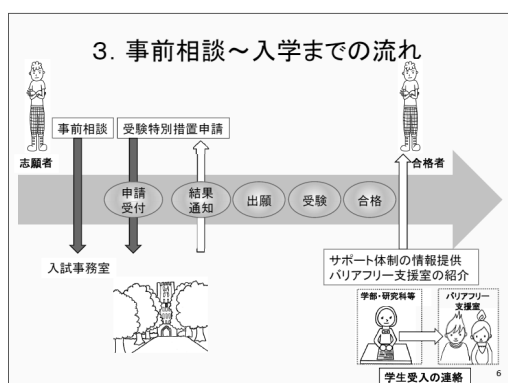 3．事前相談～入学までの流れ
事前相談
受験特別措置申請
志願者
合格者
申請
受付
結果
通知
出願
受験
合格
入試事務室
サポート体制の情報提供
バリアフリー支援室の紹介
学部・研究科等
バリアフリー
支援室
学生受入の連絡
6